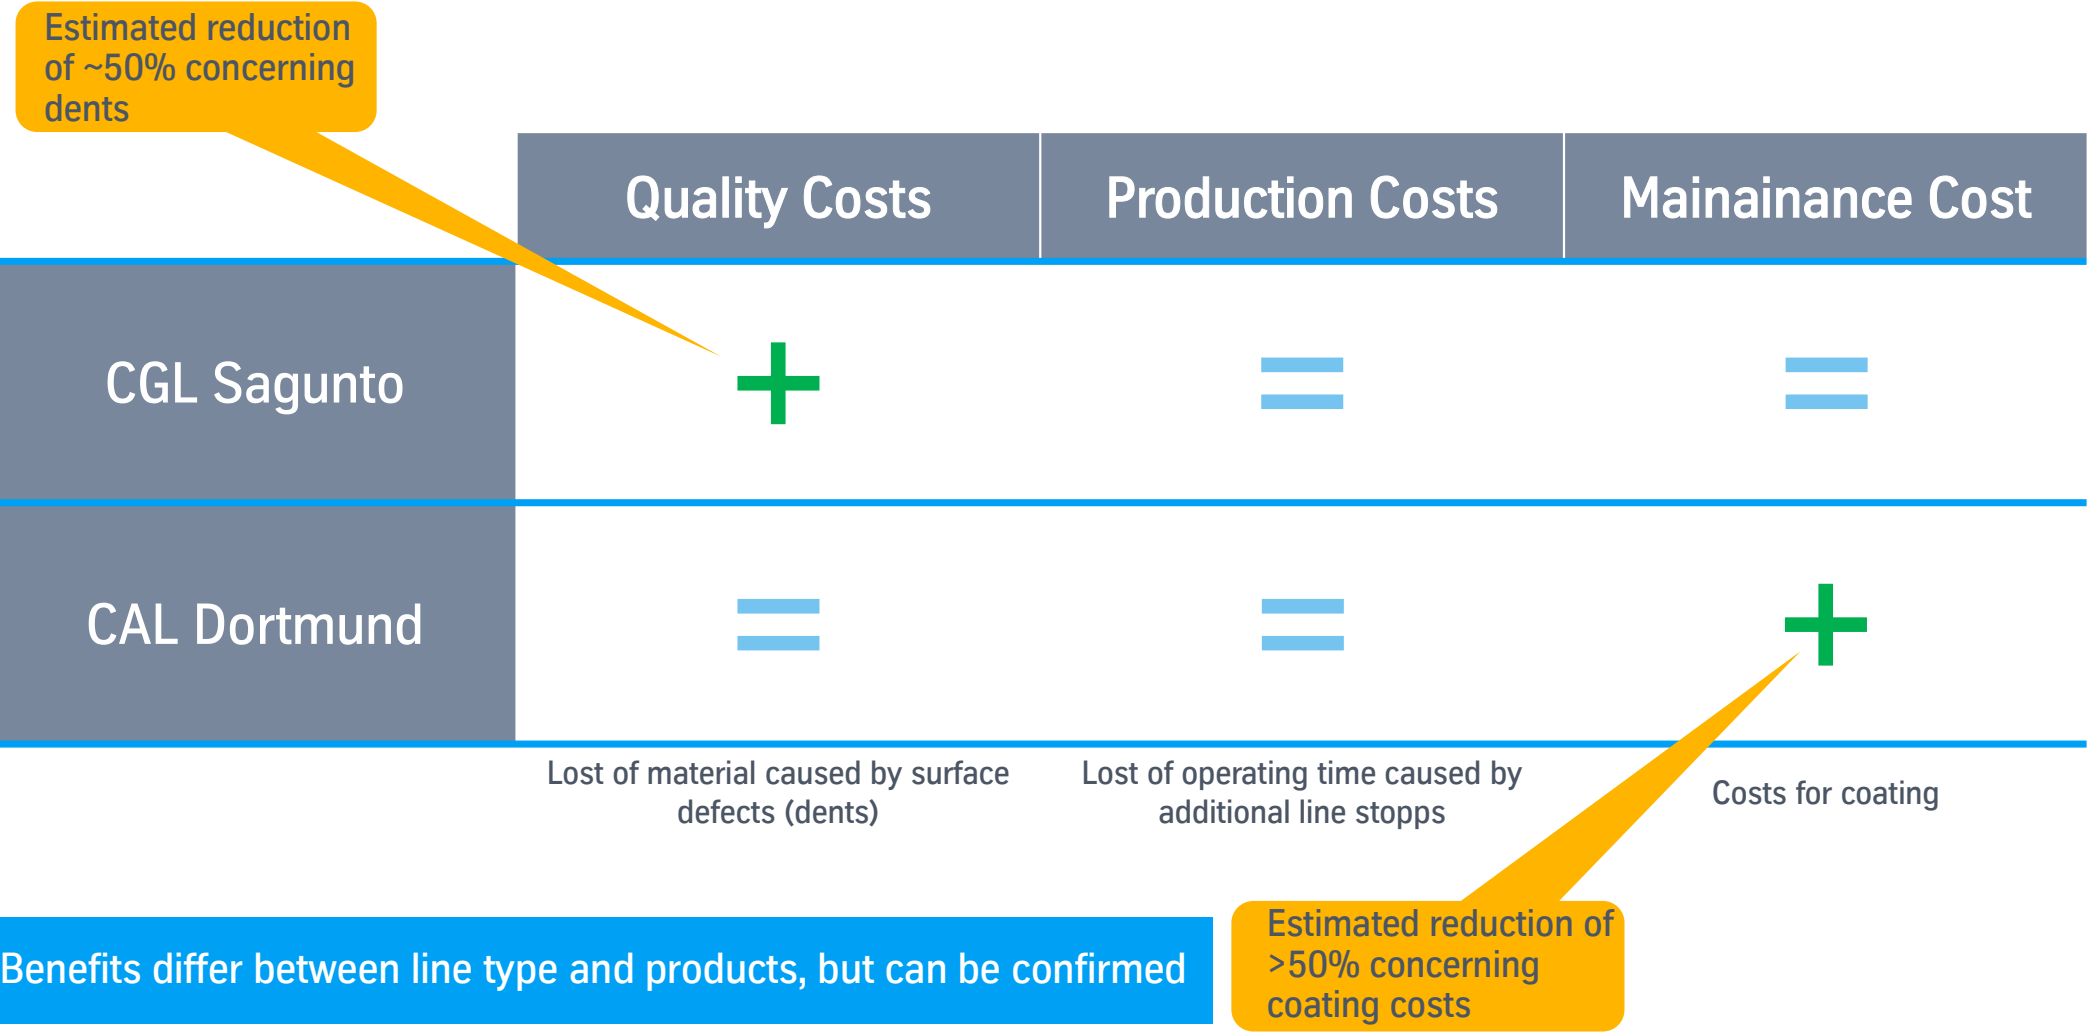 Estimated reduction
of ~50% concerning
dents
Quality Costs
Production Costs
Mainainance Cost
CGL Sagunto
+
=
=
CAL Dortmund
=
=
+
Lost of material caused by surface
defects (dents)
Lost of operating time caused by
additional line stopps
Costs for coating
Benefits differ between line type and products, but can be confirmed
Estimated reduction of
>50% concerning
coating costs